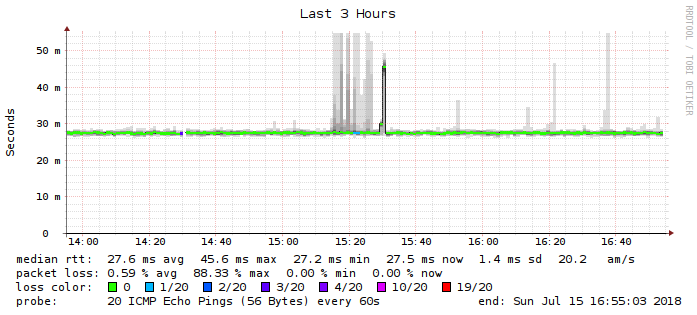 Last 3 Hours
RRDTOOL / TOBI OETIKER
Seconds
50 m
40 m
30 m
20 m
10 m
0
14:00 14:20 14:40 15:00 15:20 15:40 16:00 16:20 16:40
median rtt: 27.6 ms avg 45.6 ms max 27.2 ms min 27.5 ms now 1.4 ms sd 20.2 am/s
packet loss: 0.59 % avg 88.33 % max 0.00 % min 0.00 % now
loss color: 0 1/20 2/20 3/20 4/20 10/20 19/20
probe: 20 ICMP Echo Pings (56 Bytes) every 60s end: Sun Jul 15 16:55:03 2018